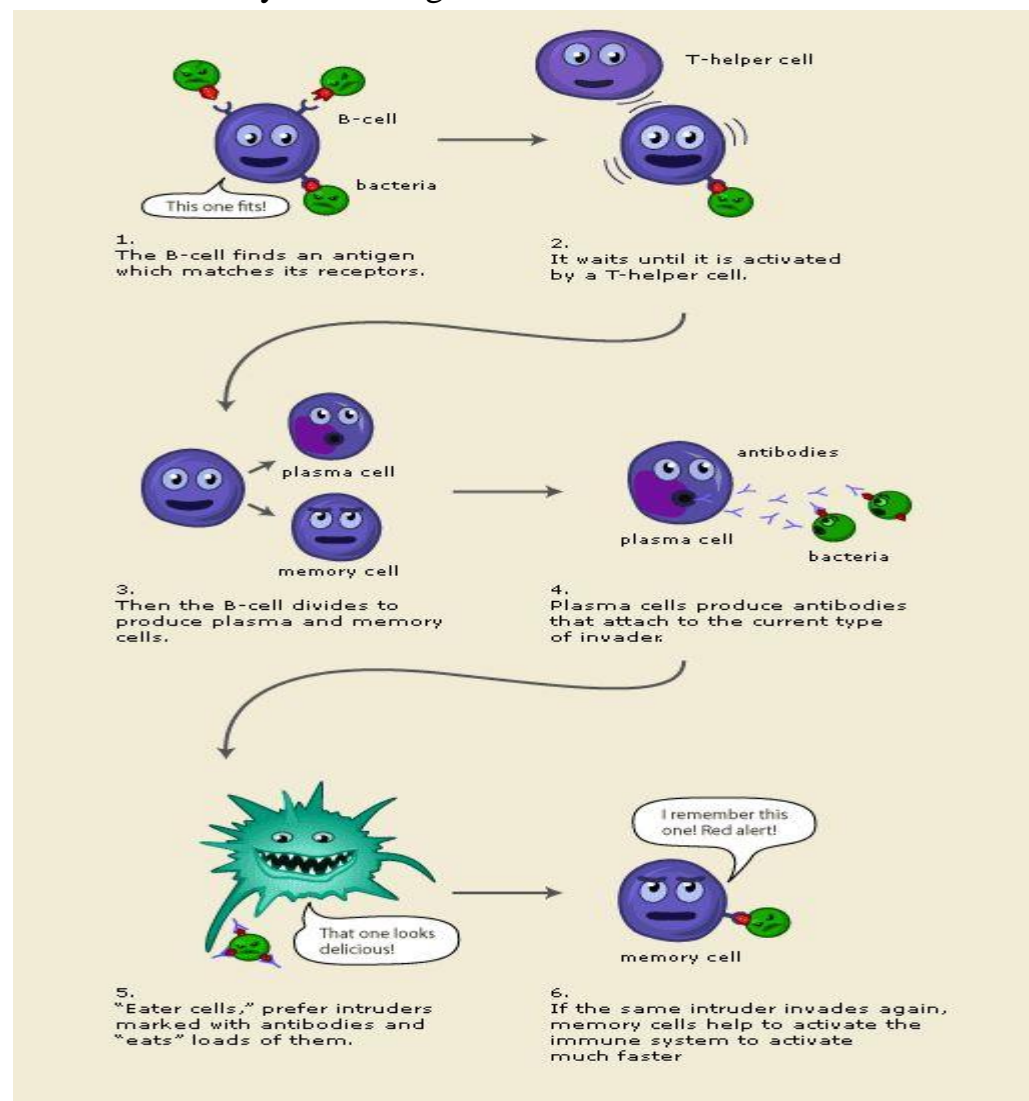 T-helper cell
B-cell
bacteria
This one fits!
1.
The B-cell finds an antigen
which matches its receptors.
2.
It waits until it is activated
by a T-helper cell.
plasma cell
memory cell
3.
Then the B-cell divides to
produce plasma and memory
cells.
antibodies
plasma cell
bacteria
4.
Plasma cells produce antibodies
that attach to the current type
of invader.
That one looks
delicious!
5.
“Eater cells,” prefer intruders
marked with antibodies and
“eats” loads of them.
I remember this
one! Red alert!
memory cell
6.
If the same intruder invades again,
memory cells help to activate the
immune system to activate
much faster